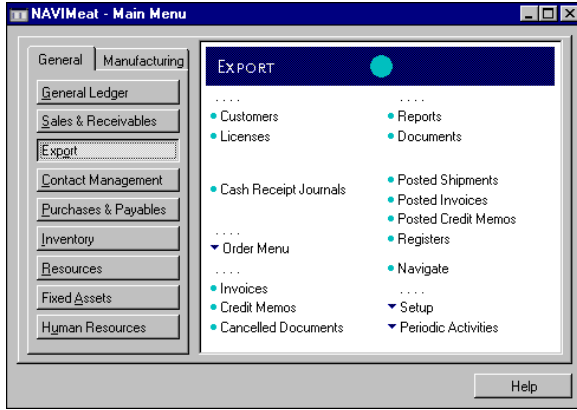 NAVIMeat - Main Menu
General
Manufacturing
General Ledger
Sales & Receivables
Export
Contact Management
Purchases & Payables
Inventory
Resources
Fixed Assets
Human Resources
EXPORT
. . . .
Customers
Licenses
Cash Receipt Journals
. . . .
Order Menu
. . . .
Invoices
Credit Memos
Cancelled Documents
. . . .
Reports
Documents
Posted Shipments
Posted Invoices
Posted Credit Memos
Registers
Navigate
. . . .
Setup
Periodic Activities
Help